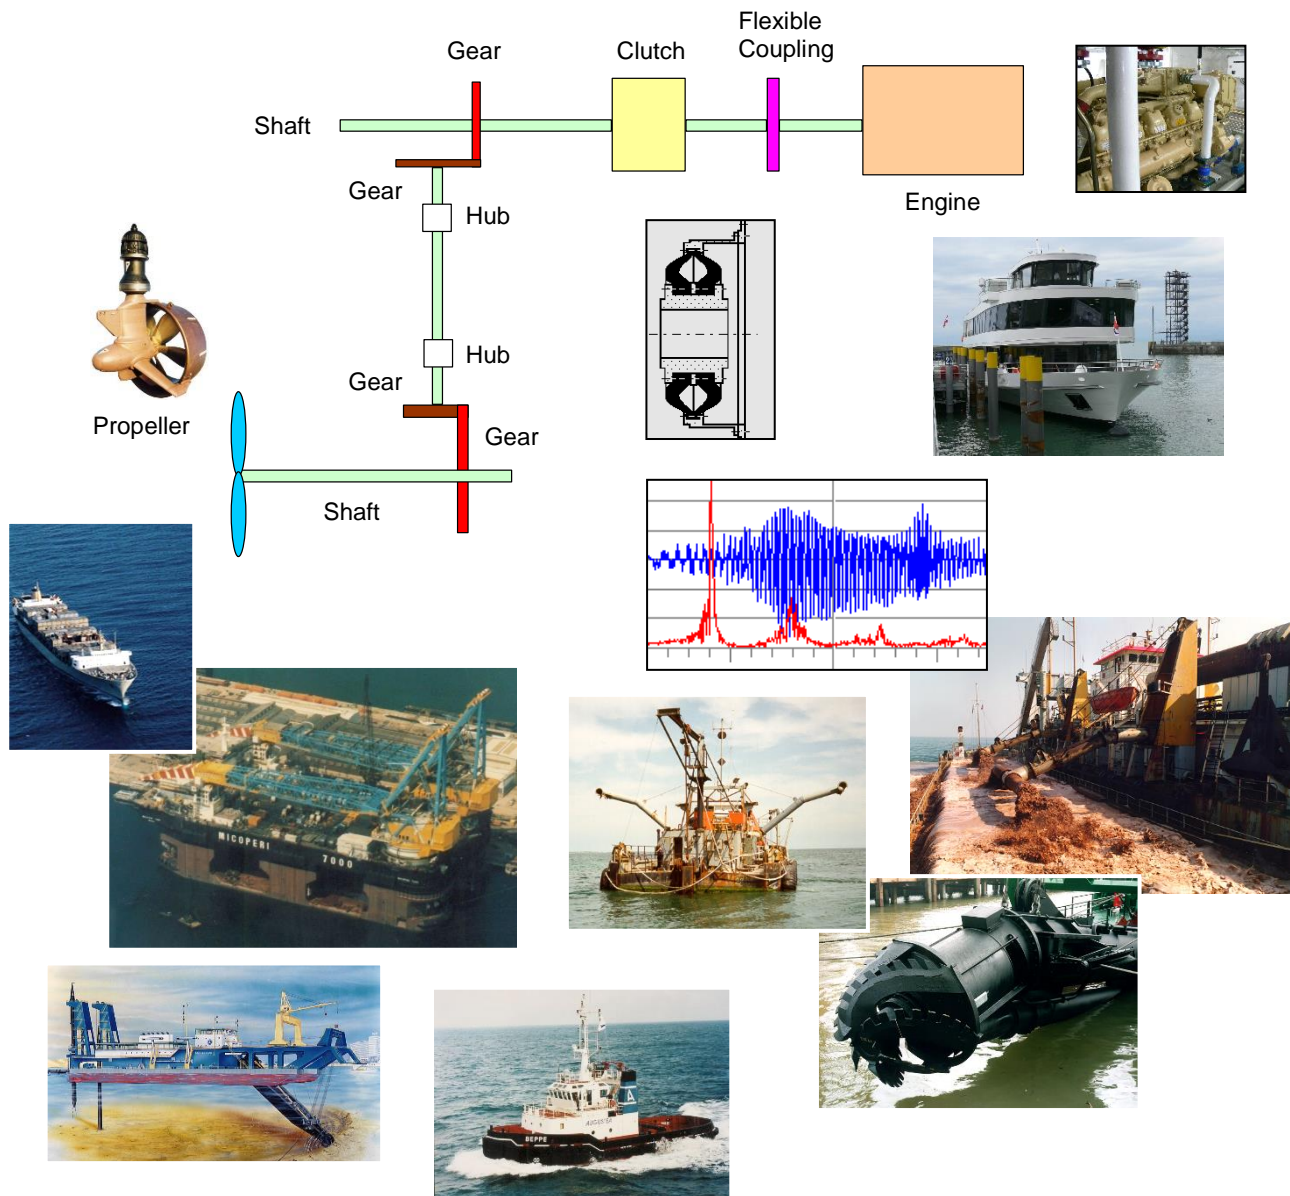 Flexible
Coupling
Gear
Clutch
Shaft
Gear
Hub
Engine
Hub
Gear
Propeller
Gear
Shaft
MICOPERI 7000
BEPPE